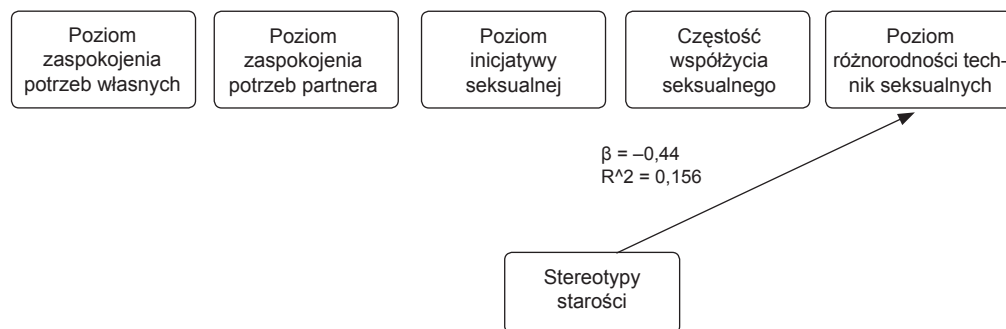 Poziom
zaspokojenia
potrzeb własnych
Poziom
zaspokojenia
potrzeb partnera
Poziom
inicjatywy
seksualnej
Częstość
współżycia
seksualnego
Poziom
różnorodności tech-
nik seksualnych
β = –0,44
R^2 = 0,156
Stereotypy
starości